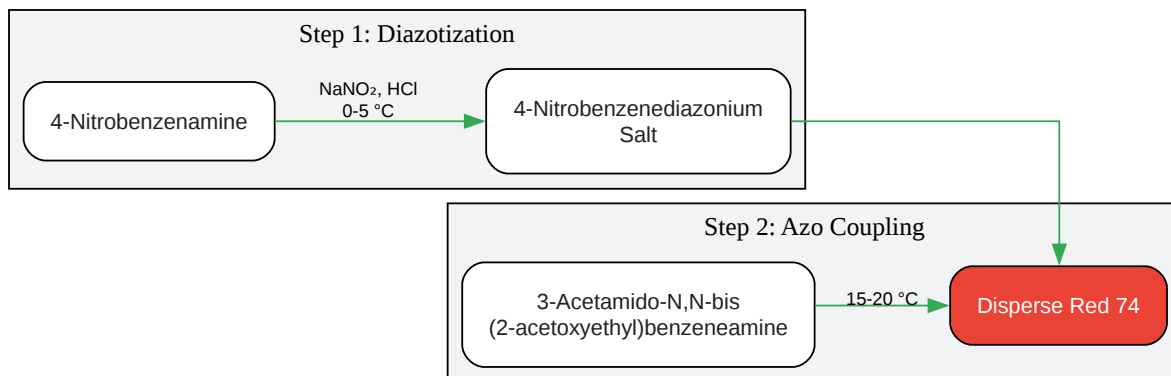 Step 1: Diazotization
4-Nitrobenzenamine
NaNO₂, HCl
0-5 °C
4-Nitrobenzenediazonium
Salt
Step 2: Azo Coupling
3-Acetamido-N,N-bis
(2-acetoxyethyl)benzeneamine
15-20 °C
Disperse Red 74